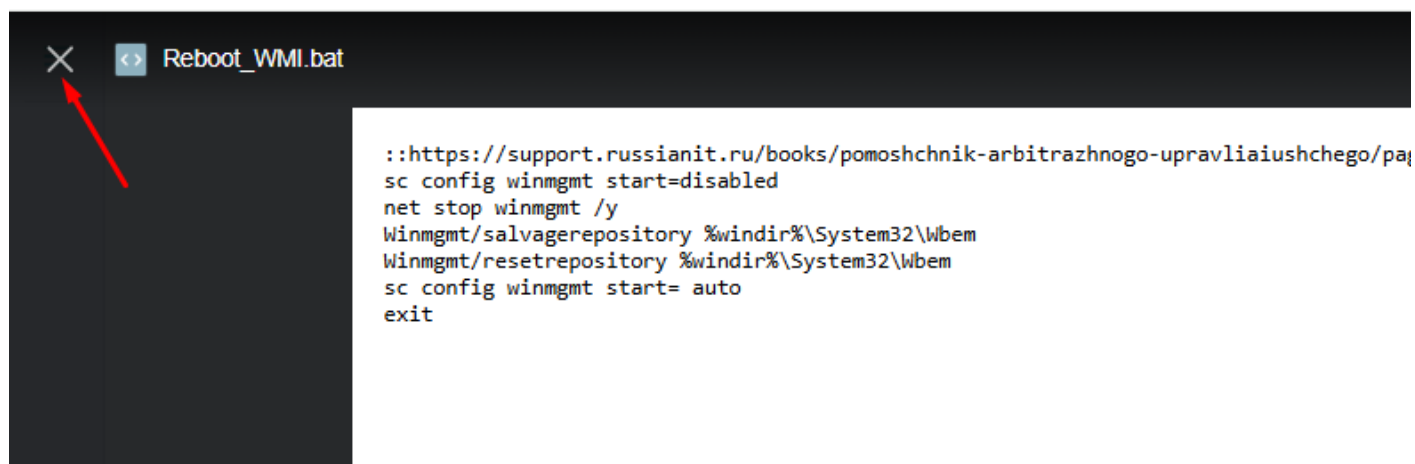 Reboot_WMI.bat
::https://support.russianit.ru/books/pomoshchnik-arbitrazhnogo-upravliaiushchego/pag
sc config winmgmt start=disabled
net stop winmgmt /y
Winmgmt/salvagerepository %windir%\System32\Wbem
Winmgmt/resetrepository %windir%\System32\Wbem
sc config winmgmt start= auto
exit